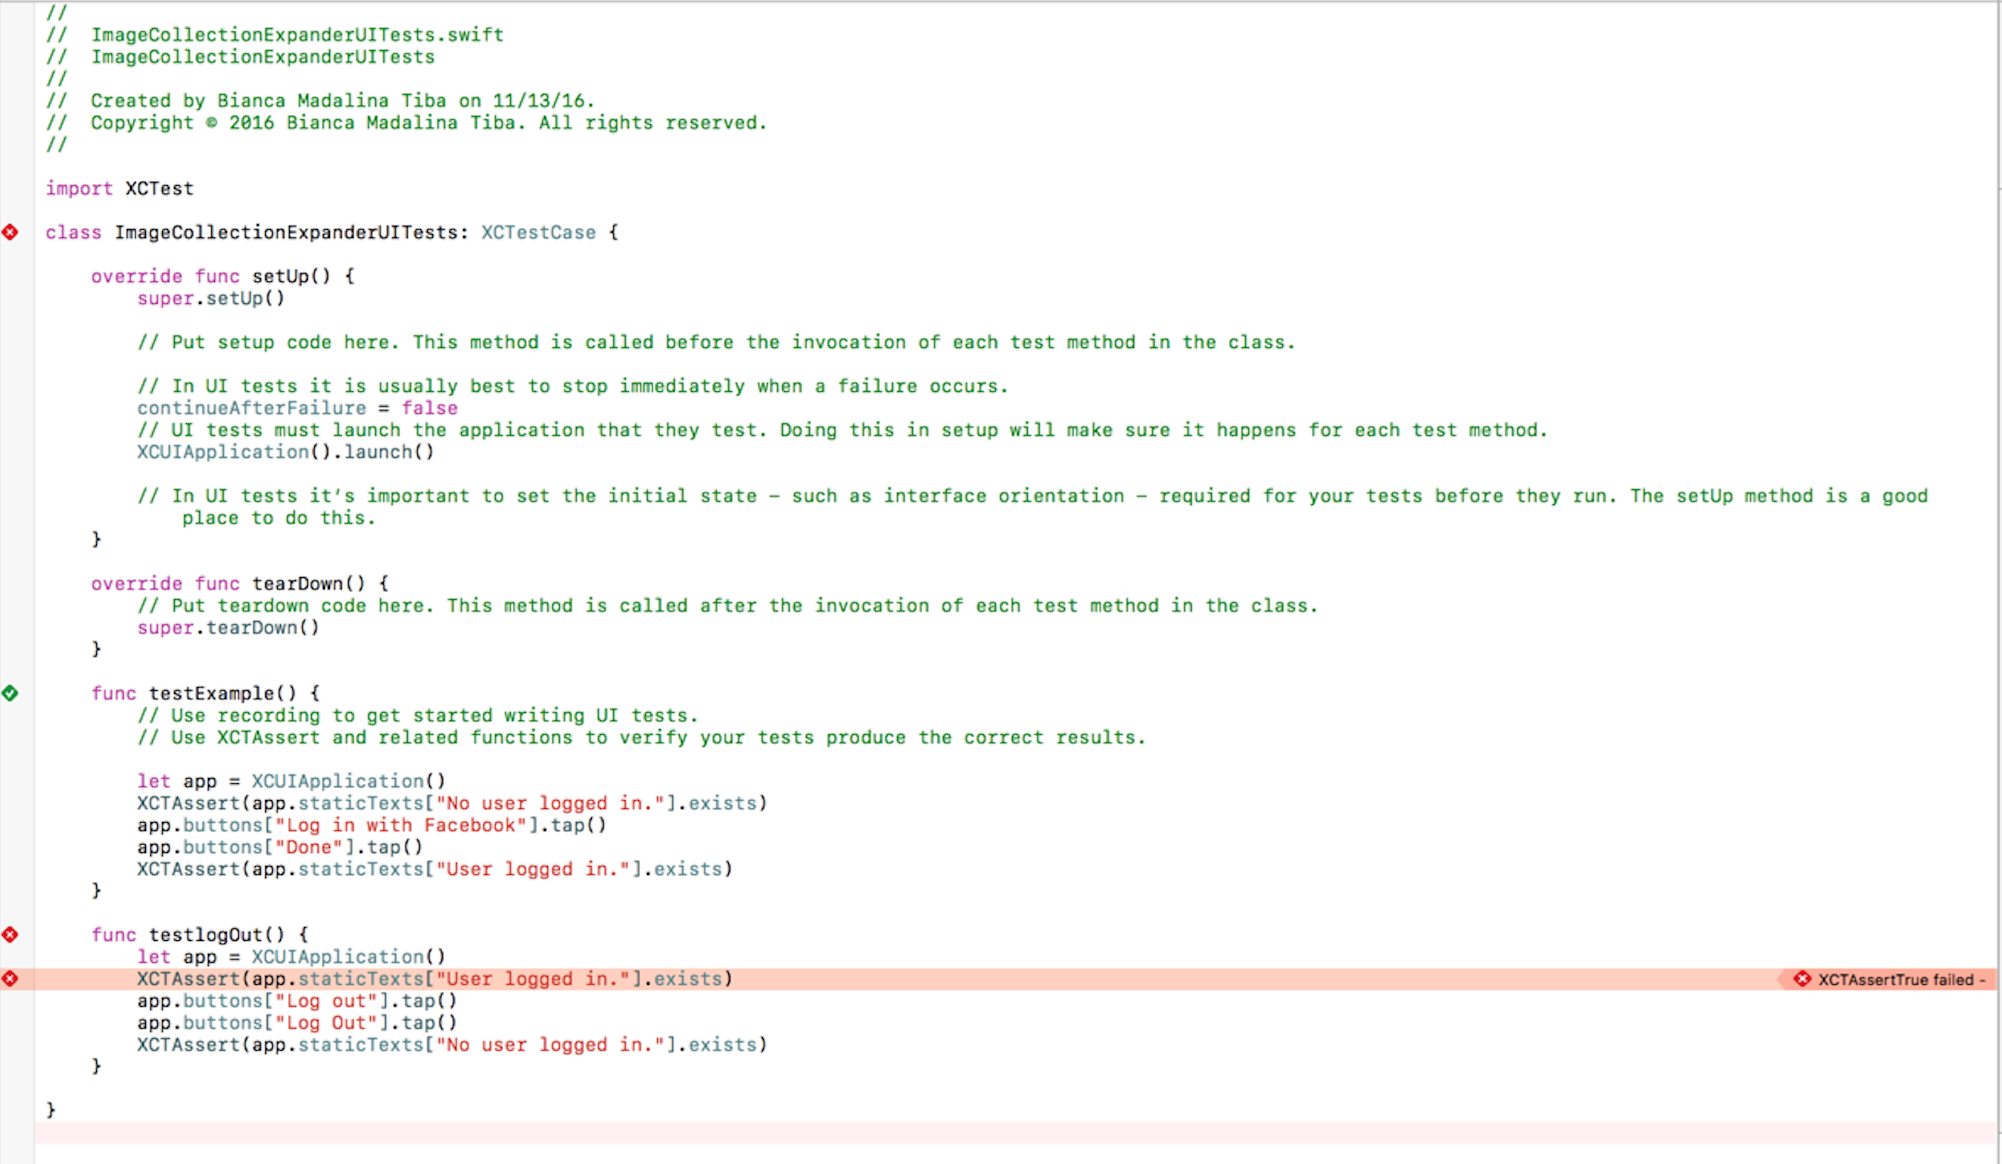 //
//  ImageCollectionExpanderUITests.swift
//  ImageCollectionExpanderUITests
//
//  Created by Bianca Madalina Tiba on 11/13/16.
//  Copyright © 2016 Bianca Madalina Tiba. All rights reserved.
//
import XCTest
class ImageCollectionExpanderUITests: XCTestCase {
    override func setUp() {
        super.setUp()
        // Put setup code here. This method is called before the invocation of each test method in the class.
        // In UI tests it is usually best to stop immediately when a failure occurs.
        continueAfterFailure = false
        // UI tests must launch the application that they test. Doing this in setup will make sure it happens for each test method.
        XCUIApplication().launch()
        // In UI tests it's important to set the initial state - such as interface orientation - required for your tests before they run. The setUp method is a good
            place to do this.
    }
    override func tearDown() {
        // Put teardown code here. This method is called after the invocation of each test method in the class.
        super.tearDown()
    }
    func testExample() {
        // Use recording to get started writing UI tests.
        // Use XCTAssert and related functions to verify your tests produce the correct results.
        let app = XCUIApplication()
        XCTAssert(app.staticTexts["No user logged in."].exists)
        app.buttons["Log in with Facebook"].tap()
        app.buttons["Done"].tap()
        XCTAssert(app.staticTexts["User logged in."].exists)
    }
    func testlogOut() {
        let app = XCUIApplication()
        XCTAssert(app.staticTexts["User logged in."].exists)
XCTAssertTrue failed -
        app.buttons["Log out"].tap()
        app.buttons["Log Out"].tap()
        XCTAssert(app.staticTexts["No user logged in."].exists)
    }
}